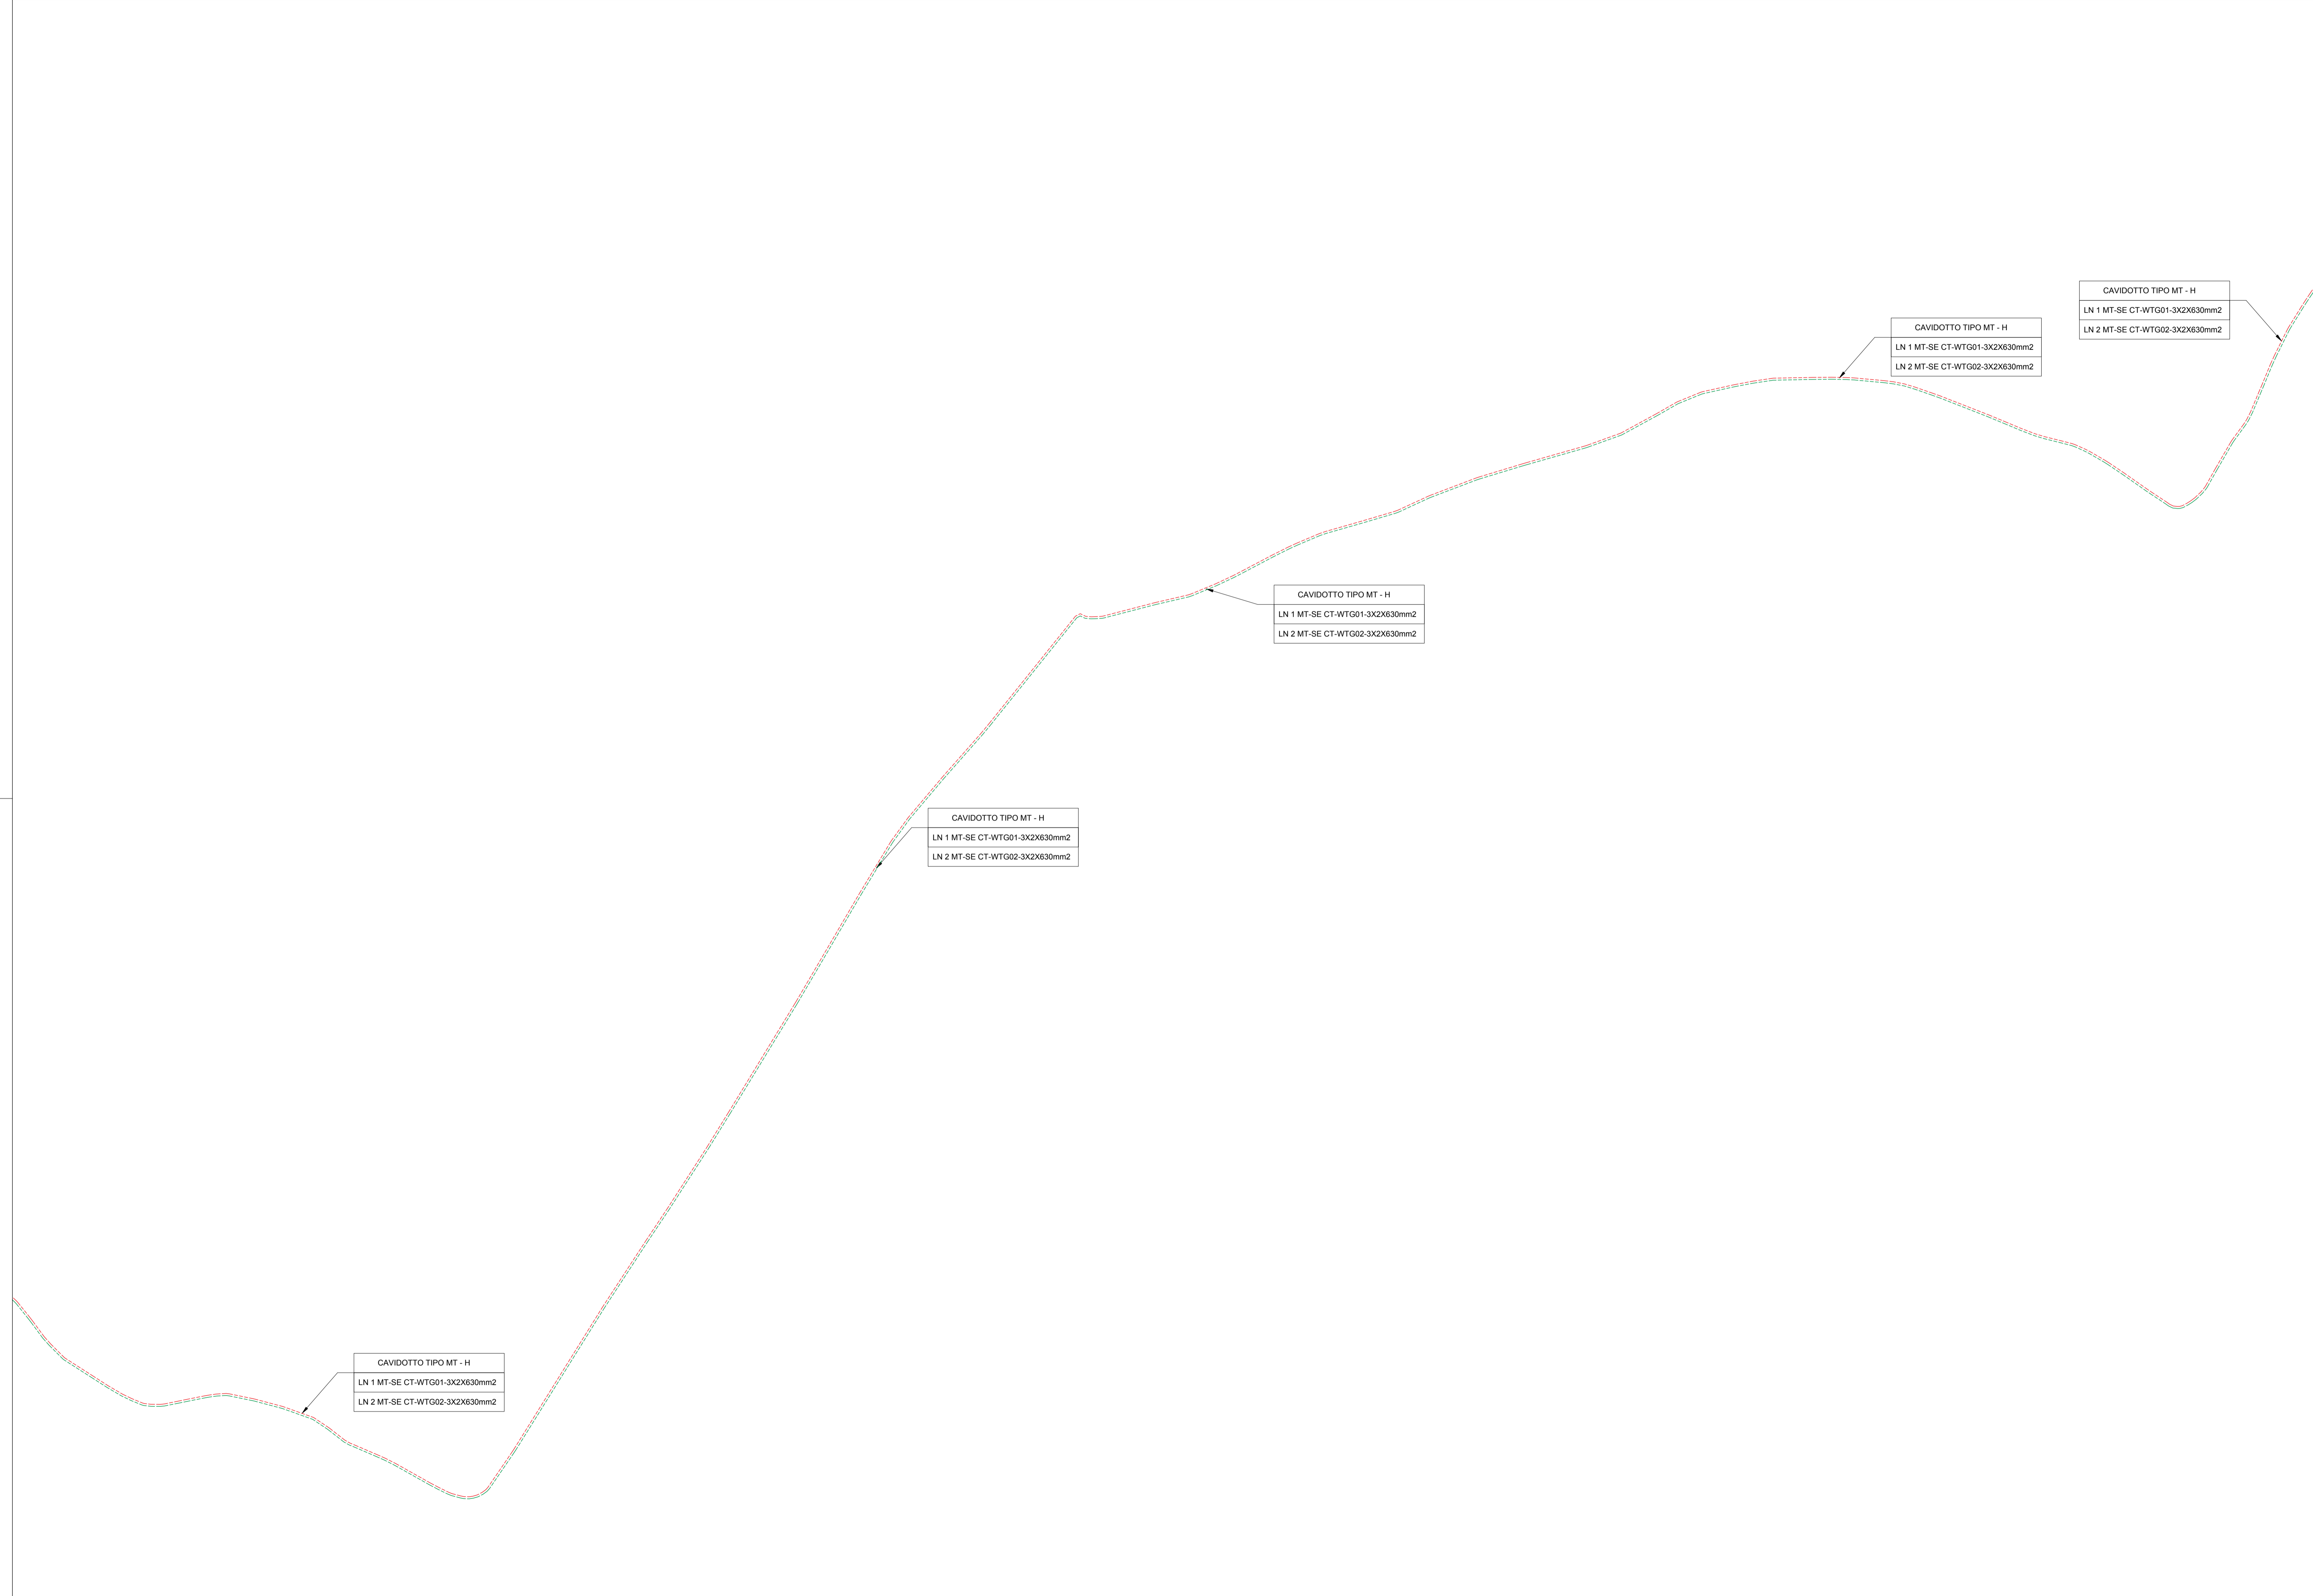 CAVIDOTTO TIPO MT - H
LN 1 MT-SE CT-WTG01-3X2X630mm2
LN 2 MT-SE CT-WTG02-3X2X630mm2
CAVIDOTTO TIPO MT - H
LN 1 MT-SE CT-WTG01-3X2X630mm2
LN 2 MT-SE CT-WTG02-3X2X630mm2
CAVIDOTTO TIPO MT - H
LN 1 MT-SE CT-WTG01-3X2X630mm2
LN 2 MT-SE CT-WTG02-3X2X630mm2
CAVIDOTTO TIPO MT - H
LN 1 MT-SE CT-WTG01-3X2X630mm2
LN 2 MT-SE CT-WTG02-3X2X630mm2
CAVIDOTTO TIPO MT - H
LN 1 MT-SE CT-WTG01-3X2X630mm2
LN 2 MT-SE CT-WTG02-3X2X630mm2